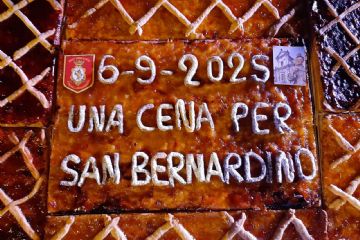 6-9-2025
UNA CENA PER
SAN BERNARDINO